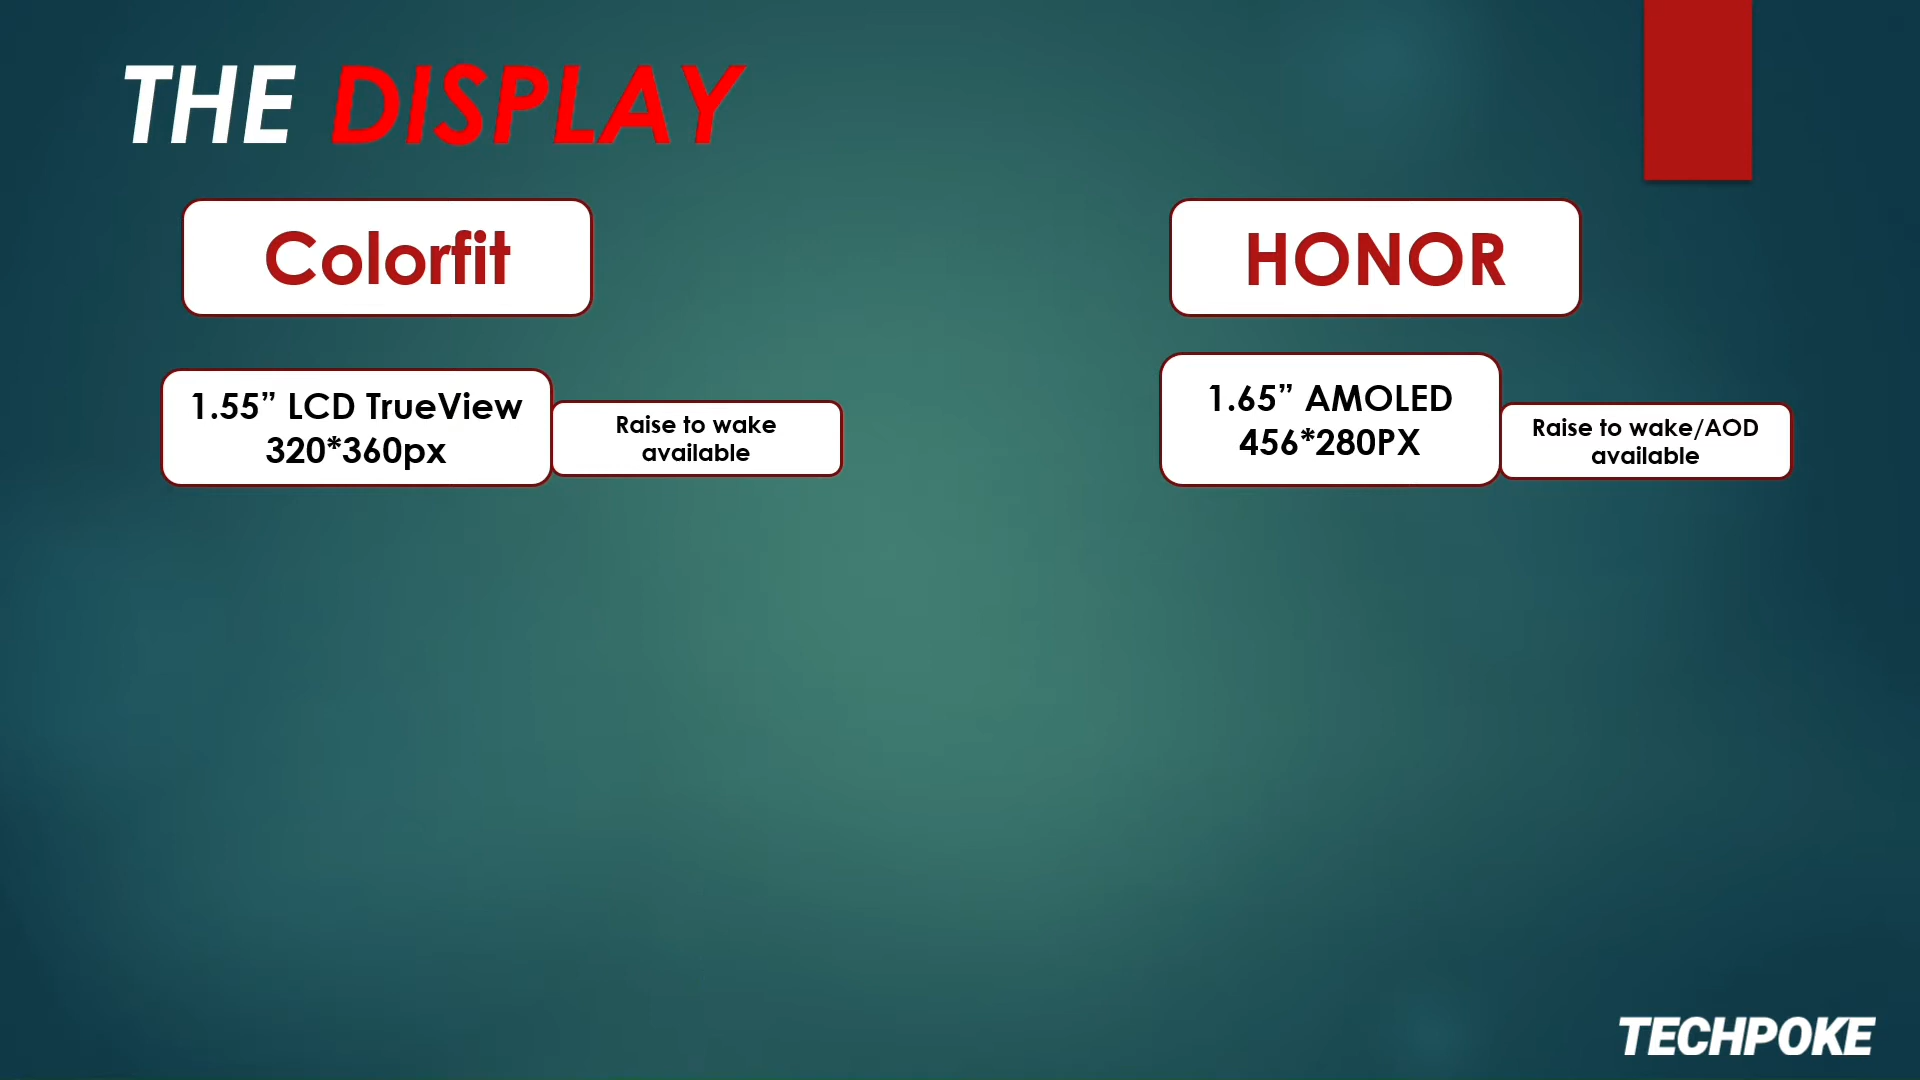 THE DISPLAY
Colorfit
HONOR
1.55” LCD TrueView
320*360px
Raise to wake
available
1.65” AMOLED
456*280PX
Raise to wake/AOD
available
TECHPOKE